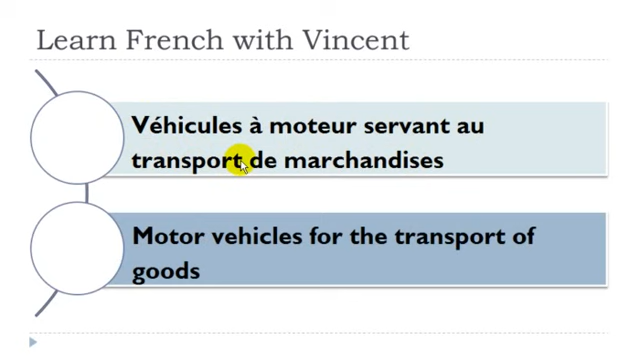 Learn French with Vincent
Véhicules à moteur servant au
transport de marchandises
Motor vehicles for the transport of
goods